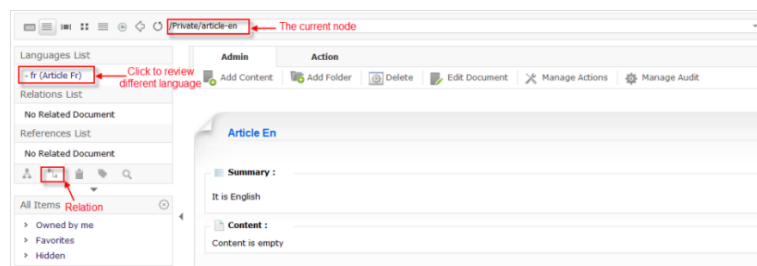 /Private/article-en
The current node
Languages List
- fr (Article Fr)
Click to review
different language
Relations List
No Related Document
References List
No Related Document
Relation
All Items
> Owned by me
> Favorites
> Hidden
Admin Action
Add Content Add Folder Delete Edit Document Manage Actions Manage Audit
Article En
Summary :
It is English
Content :
Content is empty